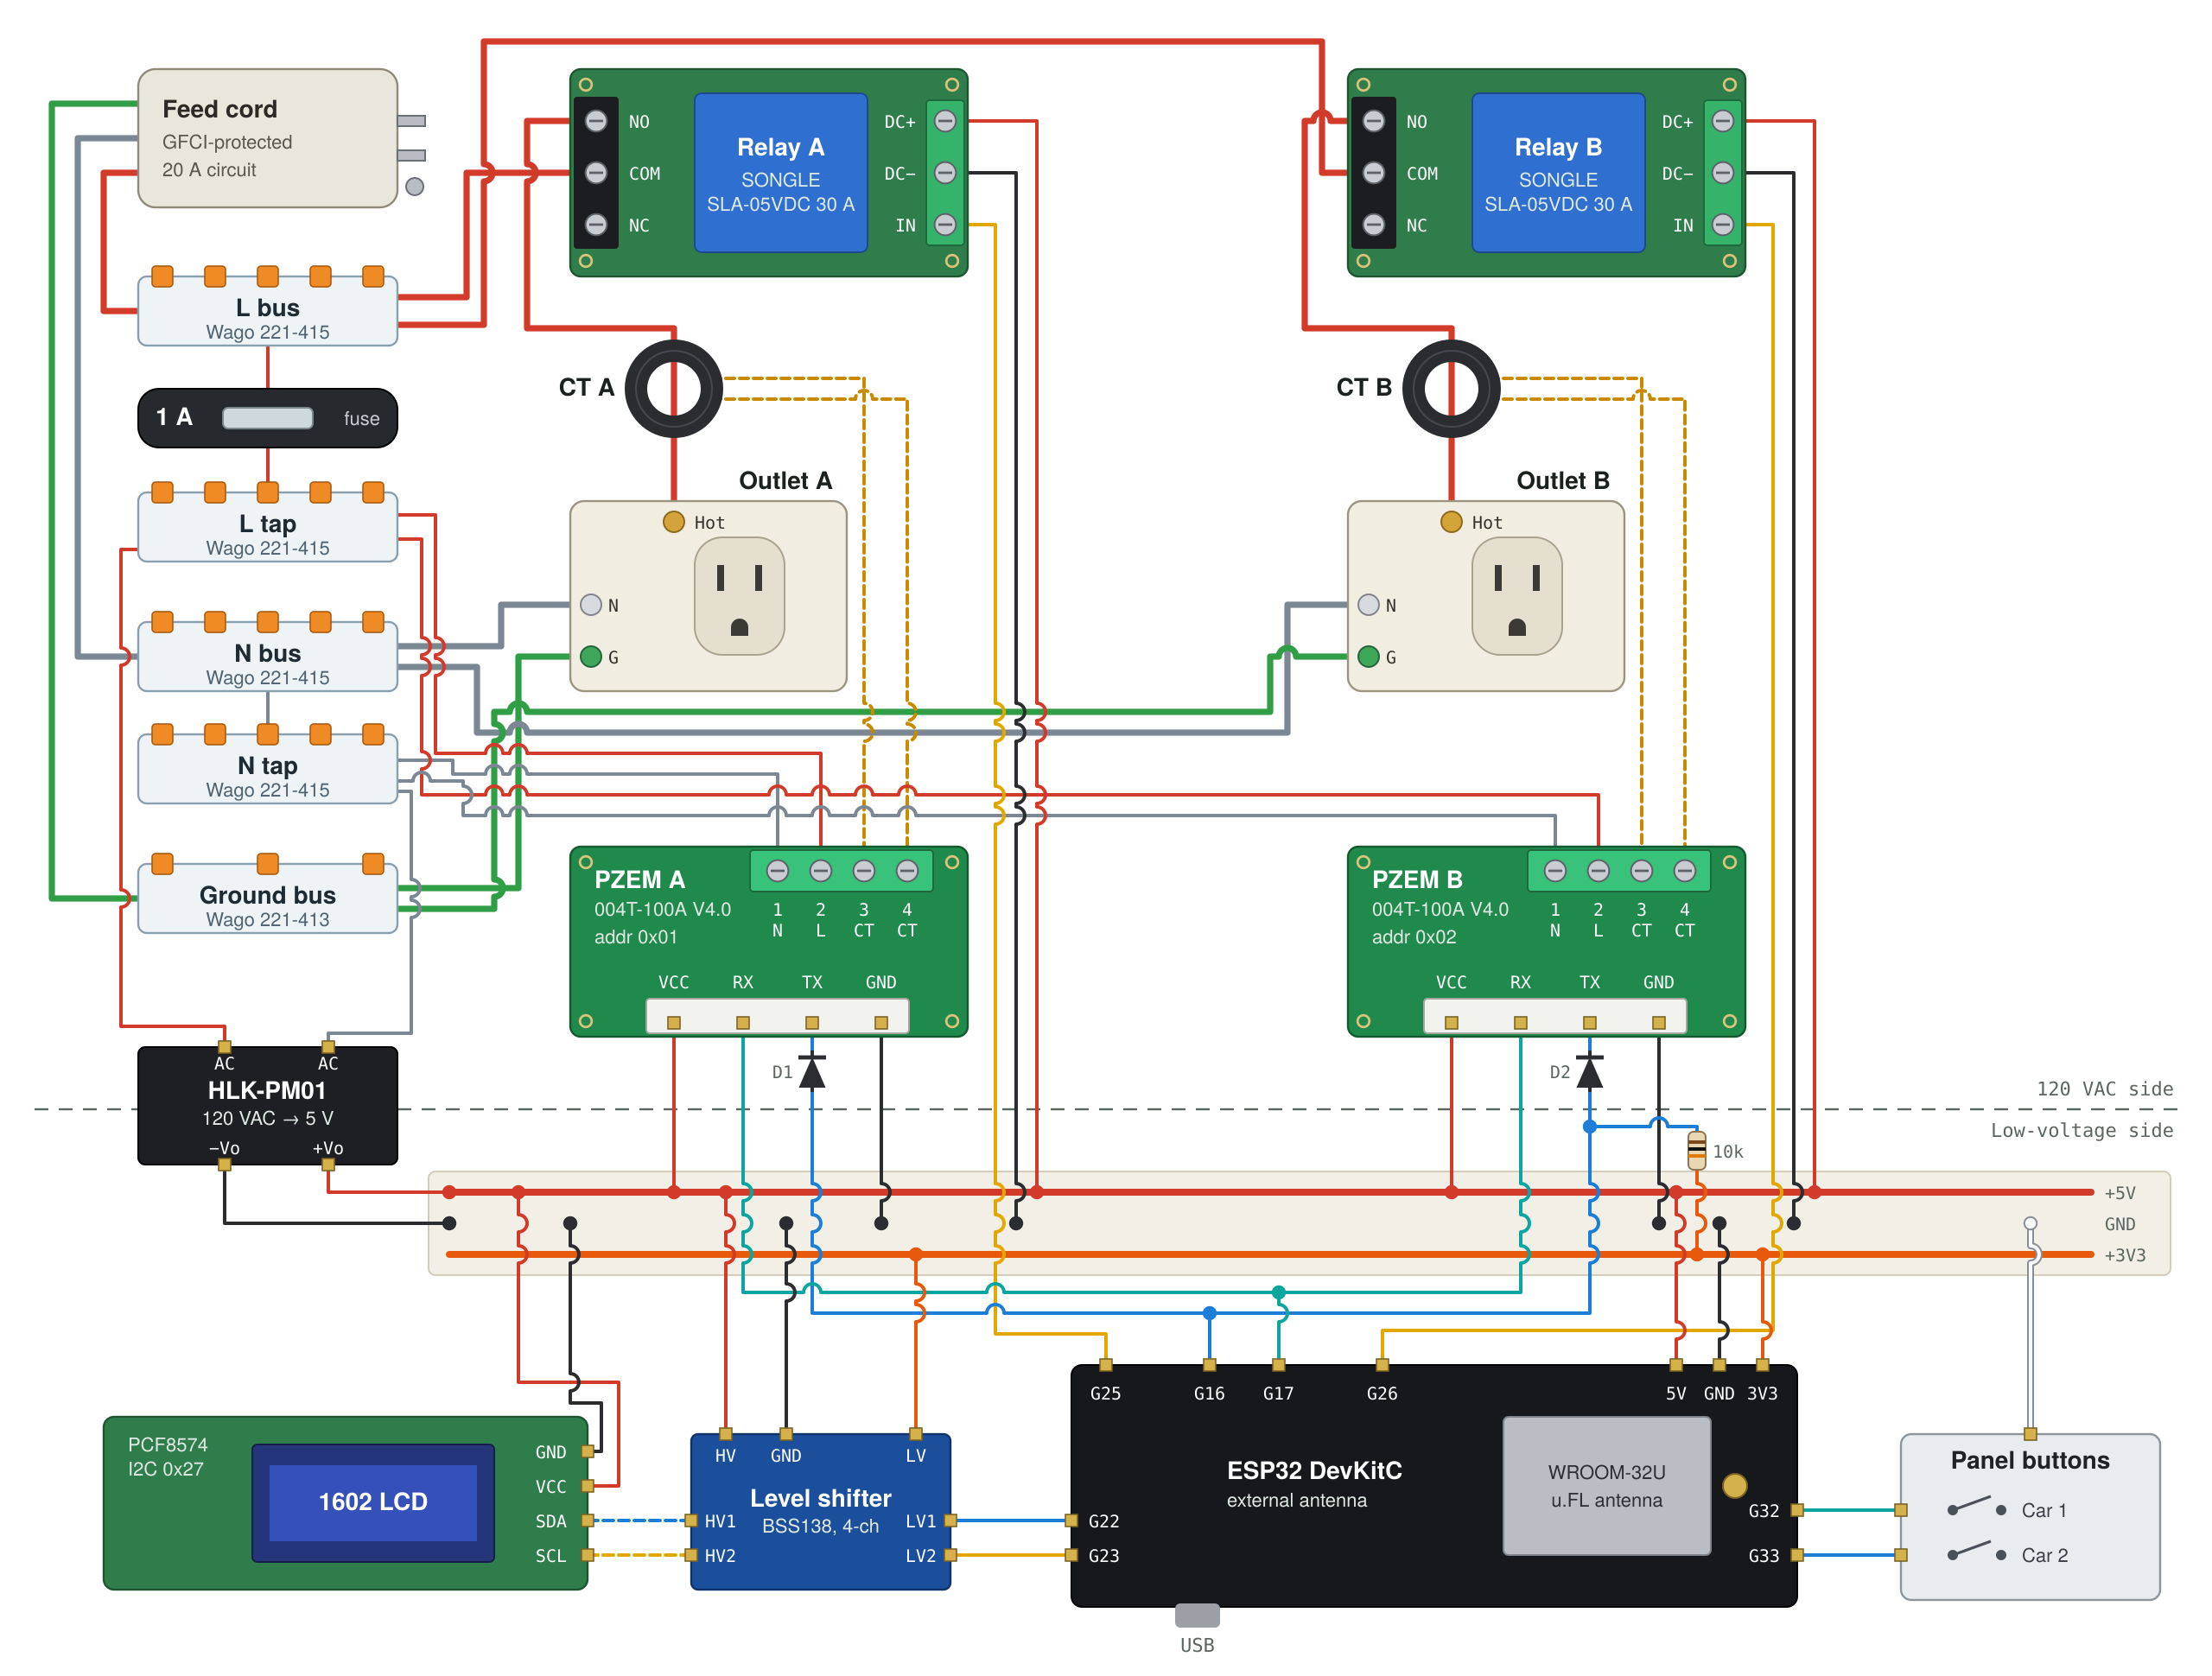 Feed cord
GFCI-protected
20 A circuit
NO
COM
NC
Relay A
SONGLE
SLA-05VDC 30 A
DC+
DC−
IN
NO
COM
NC
Relay B
SONGLE
SLA-05VDC 30 A
DC+
DC−
IN
L bus
Wago 221-415
1 A
fuse
CT A
CT B
L tap
Wago 221-415
Outlet A
Hot
N
G
Outlet B
Hot
N
G
N bus
Wago 221-415
N tap
Wago 221-415
Ground bus
Wago 221-413
PZEM A
004T-100A V4.0
addr 0x01
1 2 3 4
N L CT CT
VCC RX TX GND
PZEM B
004T-100A V4.0
addr 0x02
1 2 3 4
N L CT CT
VCC RX TX GND
AC AC
HLK-PM01
120 VAC → 5 V
−Vo +Vo
D1
D2
120 VAC side
Low-voltage side
10k
+5V
GND
+3V3
PCF8574
I2C 0x27
1602 LCD
GND
VCC
SDA
SCL
HV GND LV
Level shifter
BSS138, 4-ch
HV1 LV1
HV2 LV2
G25 G16 G17 G26 5V GND 3V3
ESP32 DevKitC
external antenna
WROOM-32U
u.FL antenna
G22
G23
G32
G33
USB
Panel buttons
Car 1
Car 2